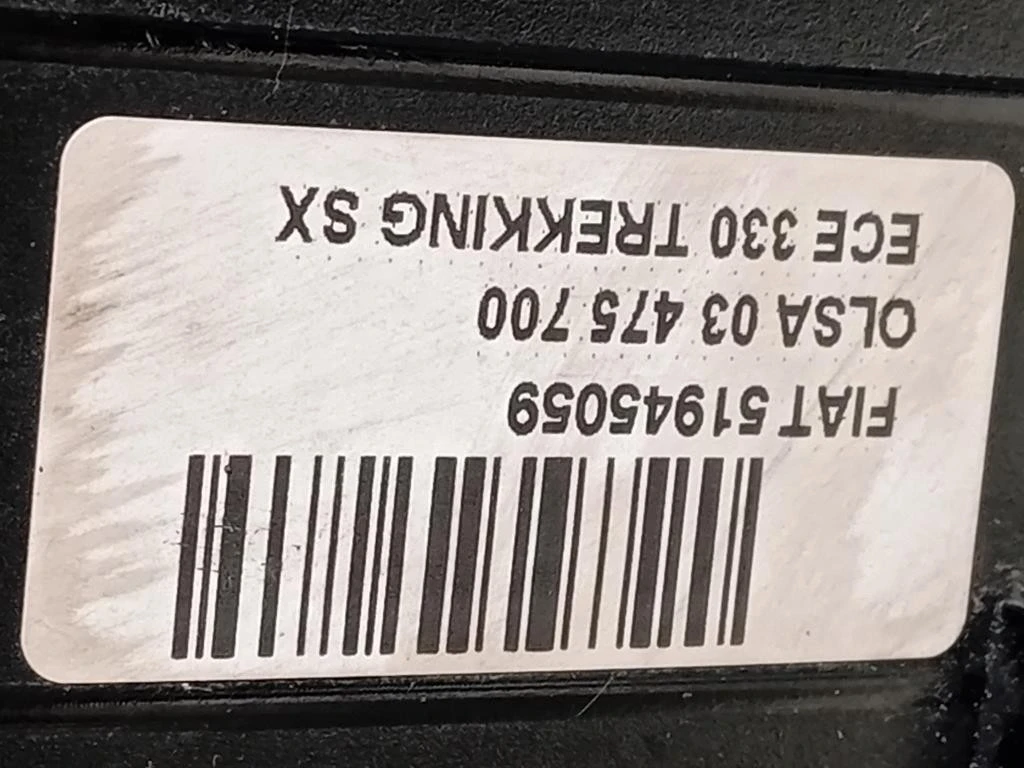 ECE 330 TREKKING SX
OLSA 03 475 700
FIAT 51945059